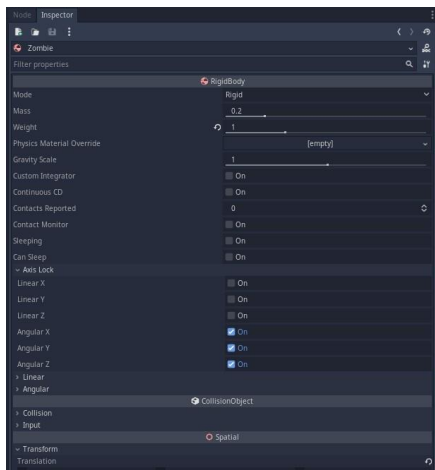 Node Inspector
Zombie
Filter properties
RigidBody
Mode Rigid
Mass 0.2
Weight 1
Physics Material Override [empty]
Gravity Scale 1
Custom Integrator On
Continuous CD On
Contacts Reported 0
Contact Monitor On
Sleeping On
Can Sleep On
Axis Lock
Linear X On
Linear Y On
Linear Z On
Angular X On
Angular Y On
Angular Z On
Linear
Angular
CollisionObject
Collision
Input
Spatial
Transform
Translation